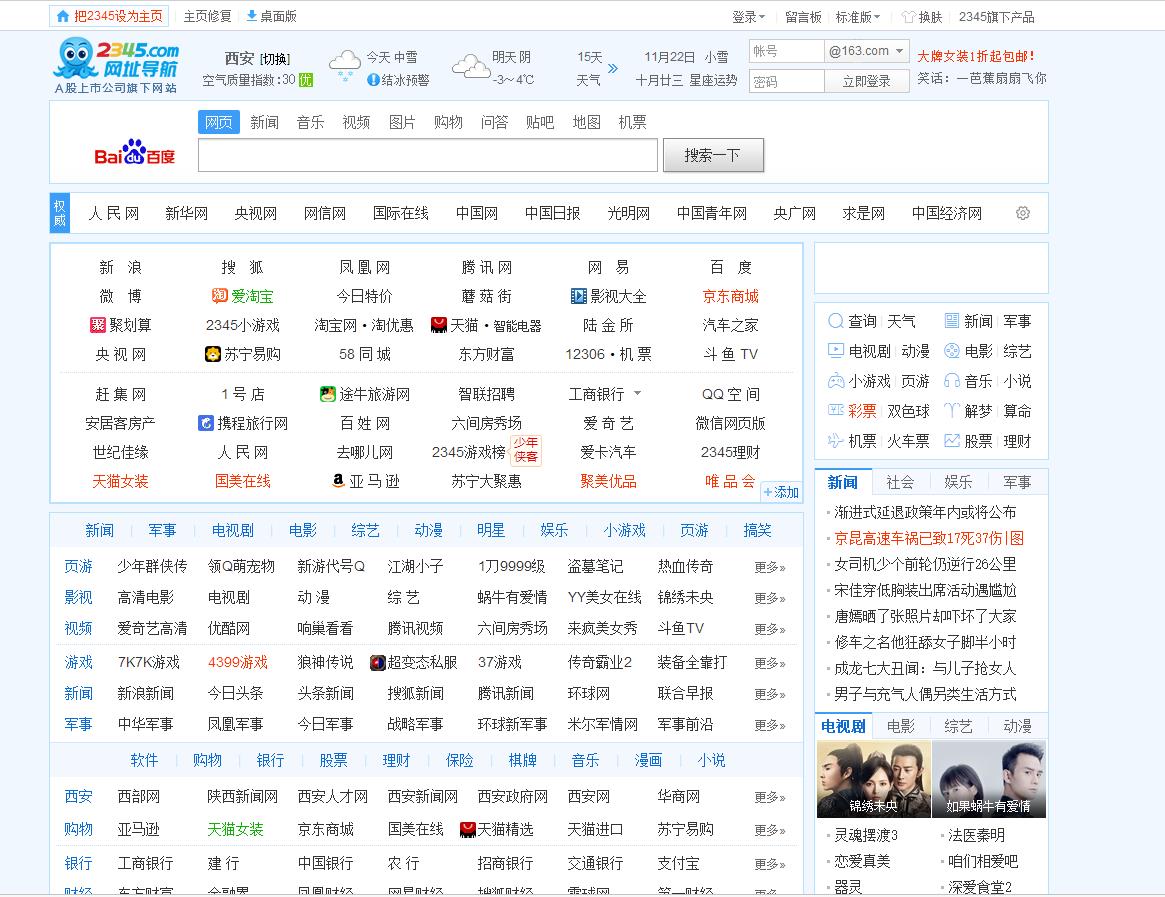 把2345设为主页 主页修复 桌面版 登录 留言板 标准版 换肤 2345旗下产品
2345.com 网址导航 A股上市公司旗下网站
西安 [切换] 今天 中雪 明天 阴 15天 11月22日 小雪 帐号 @163.com 大牌女装1折起包邮!
空气质量指数:30 优 结冰预警 -3~4℃ 天气 十月廿三 星座运势 密码 立即登录 笑话：一芭蕉扇扇飞你
网页 新闻 音乐 视频 图片 购物 问答 贴吧 地图 机票
Bai du 百度 搜索一下
权威 人民网 新华网 央视网 网信网 国际在线 中国网 中国日报 光明网 中国青年网 央广网 求是网 中国经济网
新 浪 搜 狐 凤凰网 腾讯网 网 易 百 度
微 博 爱淘宝 今日特价 蘑菇街 影视大全 京东商城
聚划算 2345小游戏 淘宝网·淘优惠 天猫·智能电器 陆金所 汽车之家
央视网 苏宁易购 58同城 东方财富 12306·机票 斗鱼TV
赶集网 1号店 途牛旅游网 智联招聘 工商银行 QQ空间
安居客房产 携程旅行网 百姓网 六间房秀场 爱奇艺 微信网页版
世纪佳缘 人民网 去哪儿网 2345游戏榜 少年侠客 爱卡汽车 2345理财
天猫女装 国美在线 亚马逊 苏宁大聚惠 聚美优品 唯品会
+添加
新闻 军事 电视剧 电影 综艺 动漫 明星 娱乐 小游戏 页游 搞笑
页游 少年群侠传 领Q萌宠物 新游代号Q 江湖小子 1刀9999级 盗墓笔记 热血传奇 更多»
影视 高清电影 电视剧 动漫 综艺 蜗牛有爱情 YY美女在线 锦绣未央 更多»
视频 爱奇艺高清 优酷网 响巢看看 腾讯视频 六间房秀场 来疯美女秀 斗鱼TV 更多»
游戏 7K7K游戏 4399游戏 狼神传说 超变态私服 37游戏 传奇霸业2 装备全靠打 更多»
新闻 新浪新闻 今日头条 头条新闻 搜狐新闻 腾讯新闻 环球网 联合早报 更多»
军事 中华军事 凤凰军事 今日军事 战略军事 环球新军事 米尔军情网 军事前沿 更多»
软件 购物 银行 股票 理财 保险 棋牌 音乐 漫画 小说
西安 西部网 陕西新闻网 西安人才网 西安新闻网 西安政府网 西安网 华商网 更多»
购物 亚马逊 天猫女装 京东商城 国美在线 天猫精选 天猫进口 苏宁易购 更多»
银行 工商银行 建行 中国银行 农行 招商银行 交通银行 支付宝 更多»
财经 东方财富 金融界 凤凰财经 网易财经 搜狐财经 雪球网 第一财经 更多»
查询 天气 新闻 军事
电视剧 动漫 电影 综艺
小游戏 页游 音乐 小说
彩票 双色球 解梦 算命
机票 火车票 股票 理财
新闻 社会 娱乐 军事
渐进式延退政策年内或将公布
京昆高速车祸已致17死37伤|图
女司机少个前轮仍逆行26公里
宋佳穿低胸装出席活动遇尴尬
唐嫣晒了张照片却吓坏了大家
修车之名他狂舔女子脚半小时
成龙七大丑闻：与儿子抢女人
男子与充气人偶另类生活方式
电视剧 电影 综艺 动漫
锦绣未央 如果蜗牛有爱情
灵魂摆渡3 法医秦明
恋爱真美 咱们相爱吧
器灵 深爱食堂2